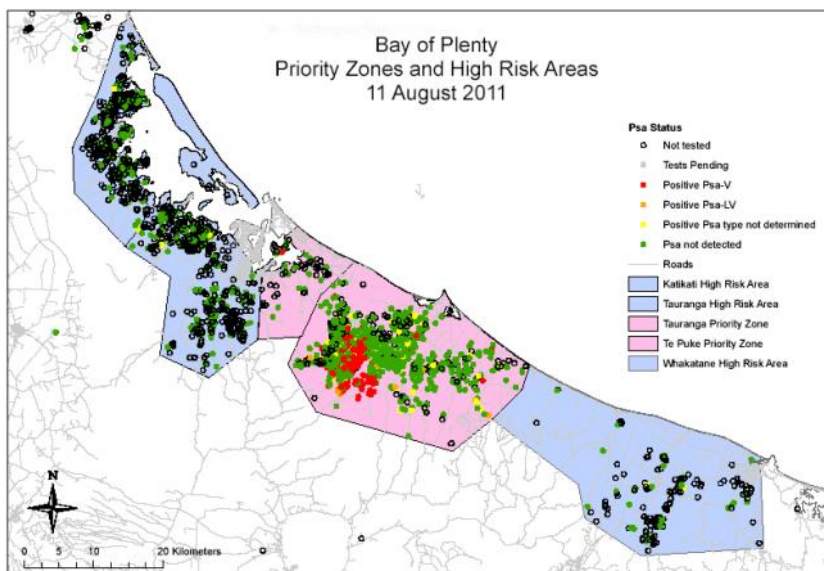 Bay of Plenty
Priority Zones and High Risk Areas
11 August 2011
Psa Status
Not tested
Tests Pending
Positive Psa-V
Positive Psa-LV
Positive Psa type not determined
Psa not detected
Roads
Katikati High Risk Area
Tauranga High Risk Area
Tauranga Priority Zone
Te Puke Priority Zone
Whakatane High Risk Area
N
0 5 10 20 Kilometers